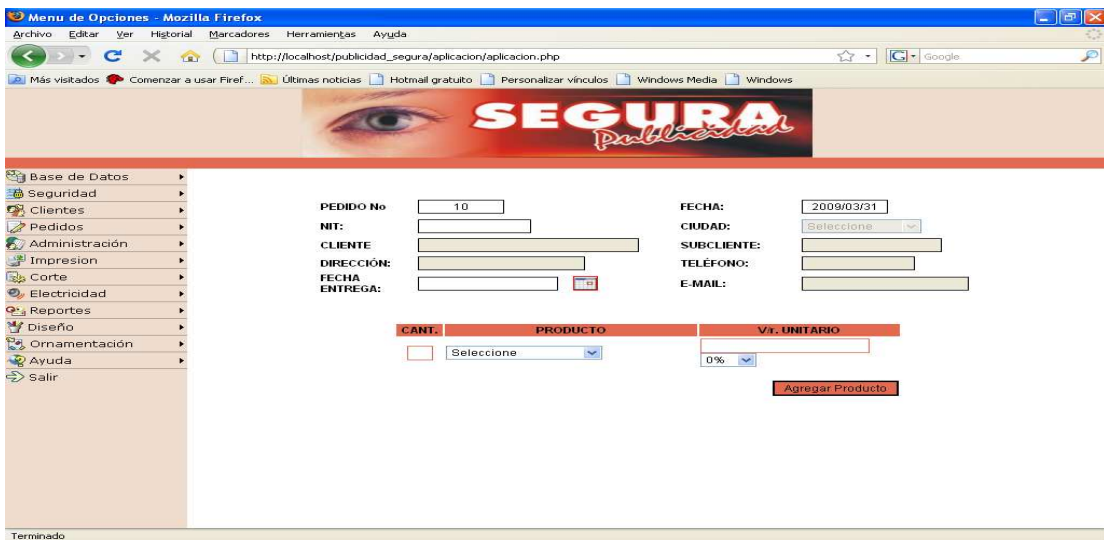 Menu de Opciones - Mozilla Firefox
Archivo Editar Ver Historial Marcadores Herramientas Ayuda
http://localhost/publicidad_segura/aplicacion/aplicacion.php
Google
Más visitados Comenzar a usar Firef... Últimas noticias Hotmail gratuito Personalizar vínculos Windows Media Windows
SEGURA
Publicidad
Base de Datos
Seguridad
Clientes
Pedidos
Administración
Impresion
Corte
Electricidad
Reportes
Diseño
Ornamentación
Ayuda
Salir
PEDIDO No 10 FECHA: 2009/03/31
NIT: CIUDAD: Seleccione
CLIENTE SUBCLIENTE:
DIRECCIÓN: TELÉFONO:
FECHA
ENTREGA: E-MAIL:
CANT. PRODUCTO V/r. UNITARIO
Seleccione
0%
Agregar Producto
Terminado